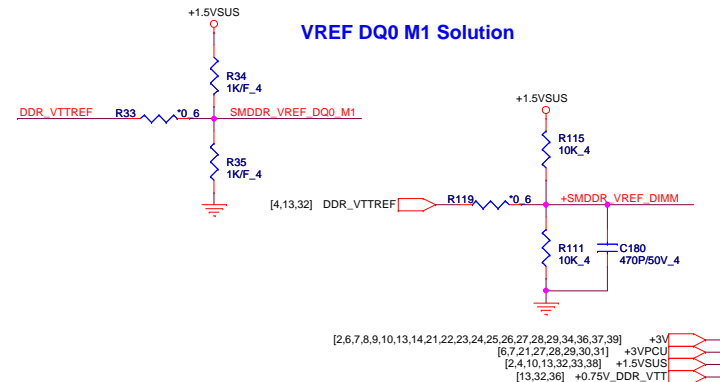 +1.5VSUS
VREF DQ0 M1 Solution
R34
1K/F_4
DDR_VTTREF R33 *0_6 SMDDR_VREF_DQ0_M1
R35
1K/F_4
+1.5VSUS
R115
10K_4
[4,13,32] DDR_VTTREF R119 *0_6 +SMDDR_VREF_DIMM
R111
10K_4
C180
470P/50V_4
[2,6,7,8,9,10,13,14,21,22,23,24,25,26,27,28,29,34,36,37,39] +3V
[6,7,21,27,28,29,30,31] +3VPCU
[2,4,10,13,32,33,38] +1.5VSUS
[13,32,36] +0.75V_DDR_VTT